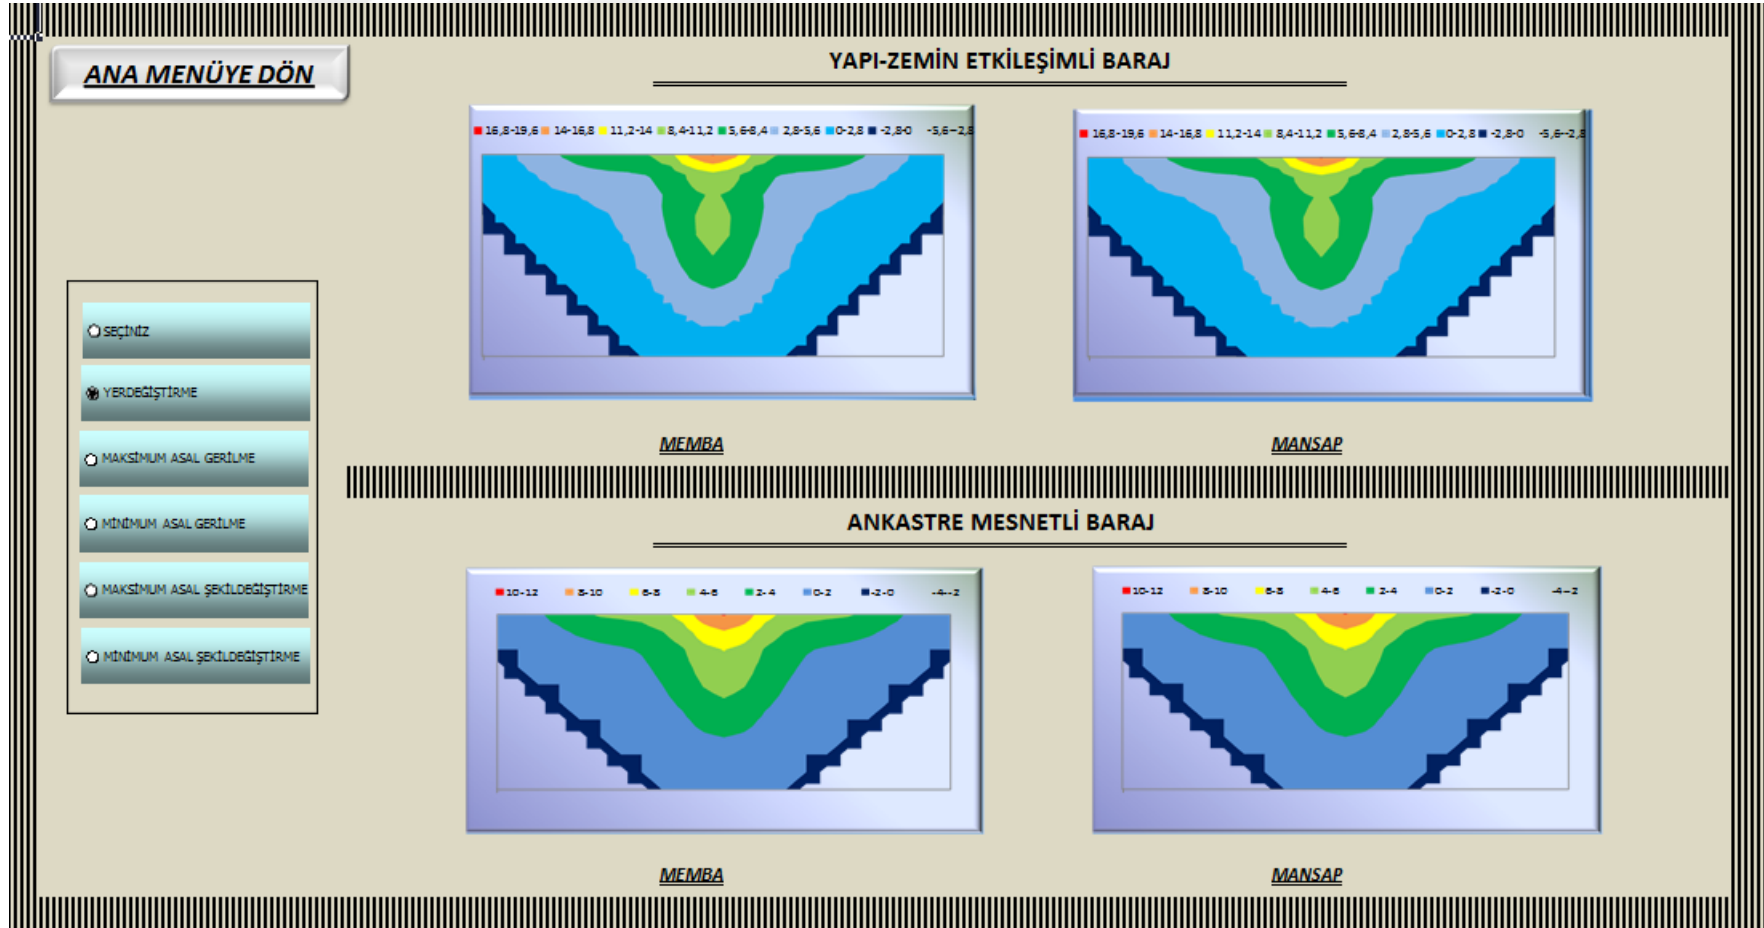 ANA MENÜYE DÖN
YAPI-ZEMİN ETKİLEŞİMLİ BARAJ
16,8-19,6 14-16,8 11,2-14 8,4-11,2 5,6-8,4 2,8-5,6 0-2,8 -2,8-0 -5,6--2,8
16,8-19,6 14-16,8 11,2-14 8,4-11,2 5,6-8,4 2,8-5,6 0-2,8 -2,8-0 -5,6--2,8
SEÇİNİZ
YERDEĞİŞTİRME
MAKSİMUM ASAL GERİLME
MİNİMUM ASAL GERİLME
MAKSİMUM ASAL ŞEKİLDEĞİŞTİRME
MİNİMUM ASAL ŞEKİLDEĞİŞTİRME
MEMBA
MANSAP
ANKASTRE MESNETLİ BARAJ
10-12 8-10 6-8 4-6 2-4 0-2 -2-0 -4--2
10-12 8-10 6-8 4-6 2-4 0-2 -2-0 -4--2
MEMBA
MANSAP